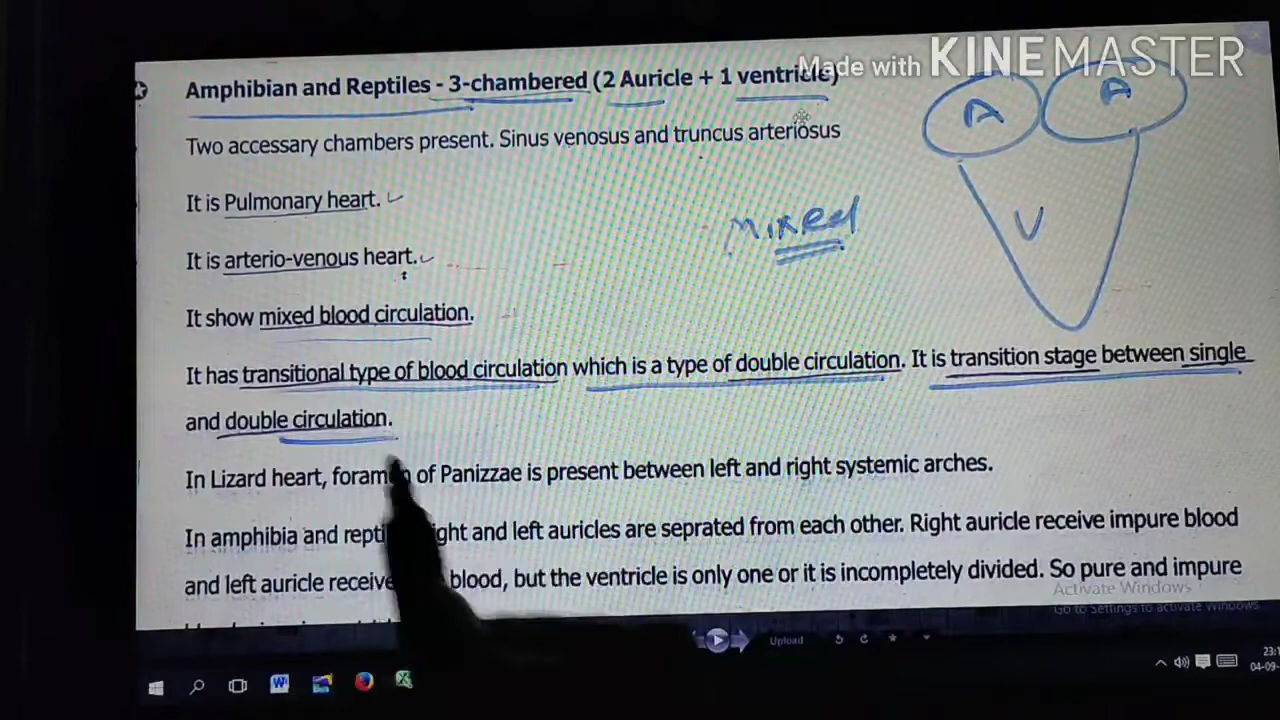 Made with KINEMASTER
Amphibian and Reptiles - 3-chambered (2 Auricle + 1 ventricle)
A A
Two accessary chambers present. Sinus venosus and truncus arteriosus
It is Pulmonary heart.
mixed
V
It is arterio-venous heart.
It show mixed blood circulation.
It has transitional type of blood circulation which is a type of double circulation. It is transition stage between single
and double circulation.
In Lizard heart, foramen of Panizzae is present between left and right systemic arches.
In amphibia and right and left auricles are seprated from each other. Right auricle receive impure blood
and left auricle receive blood, but the ventricle is only one or it is incompletely divided. So pure and impure
Activate Windows
Go to Settings to activate Windows.
Upload
23:1
04-09-